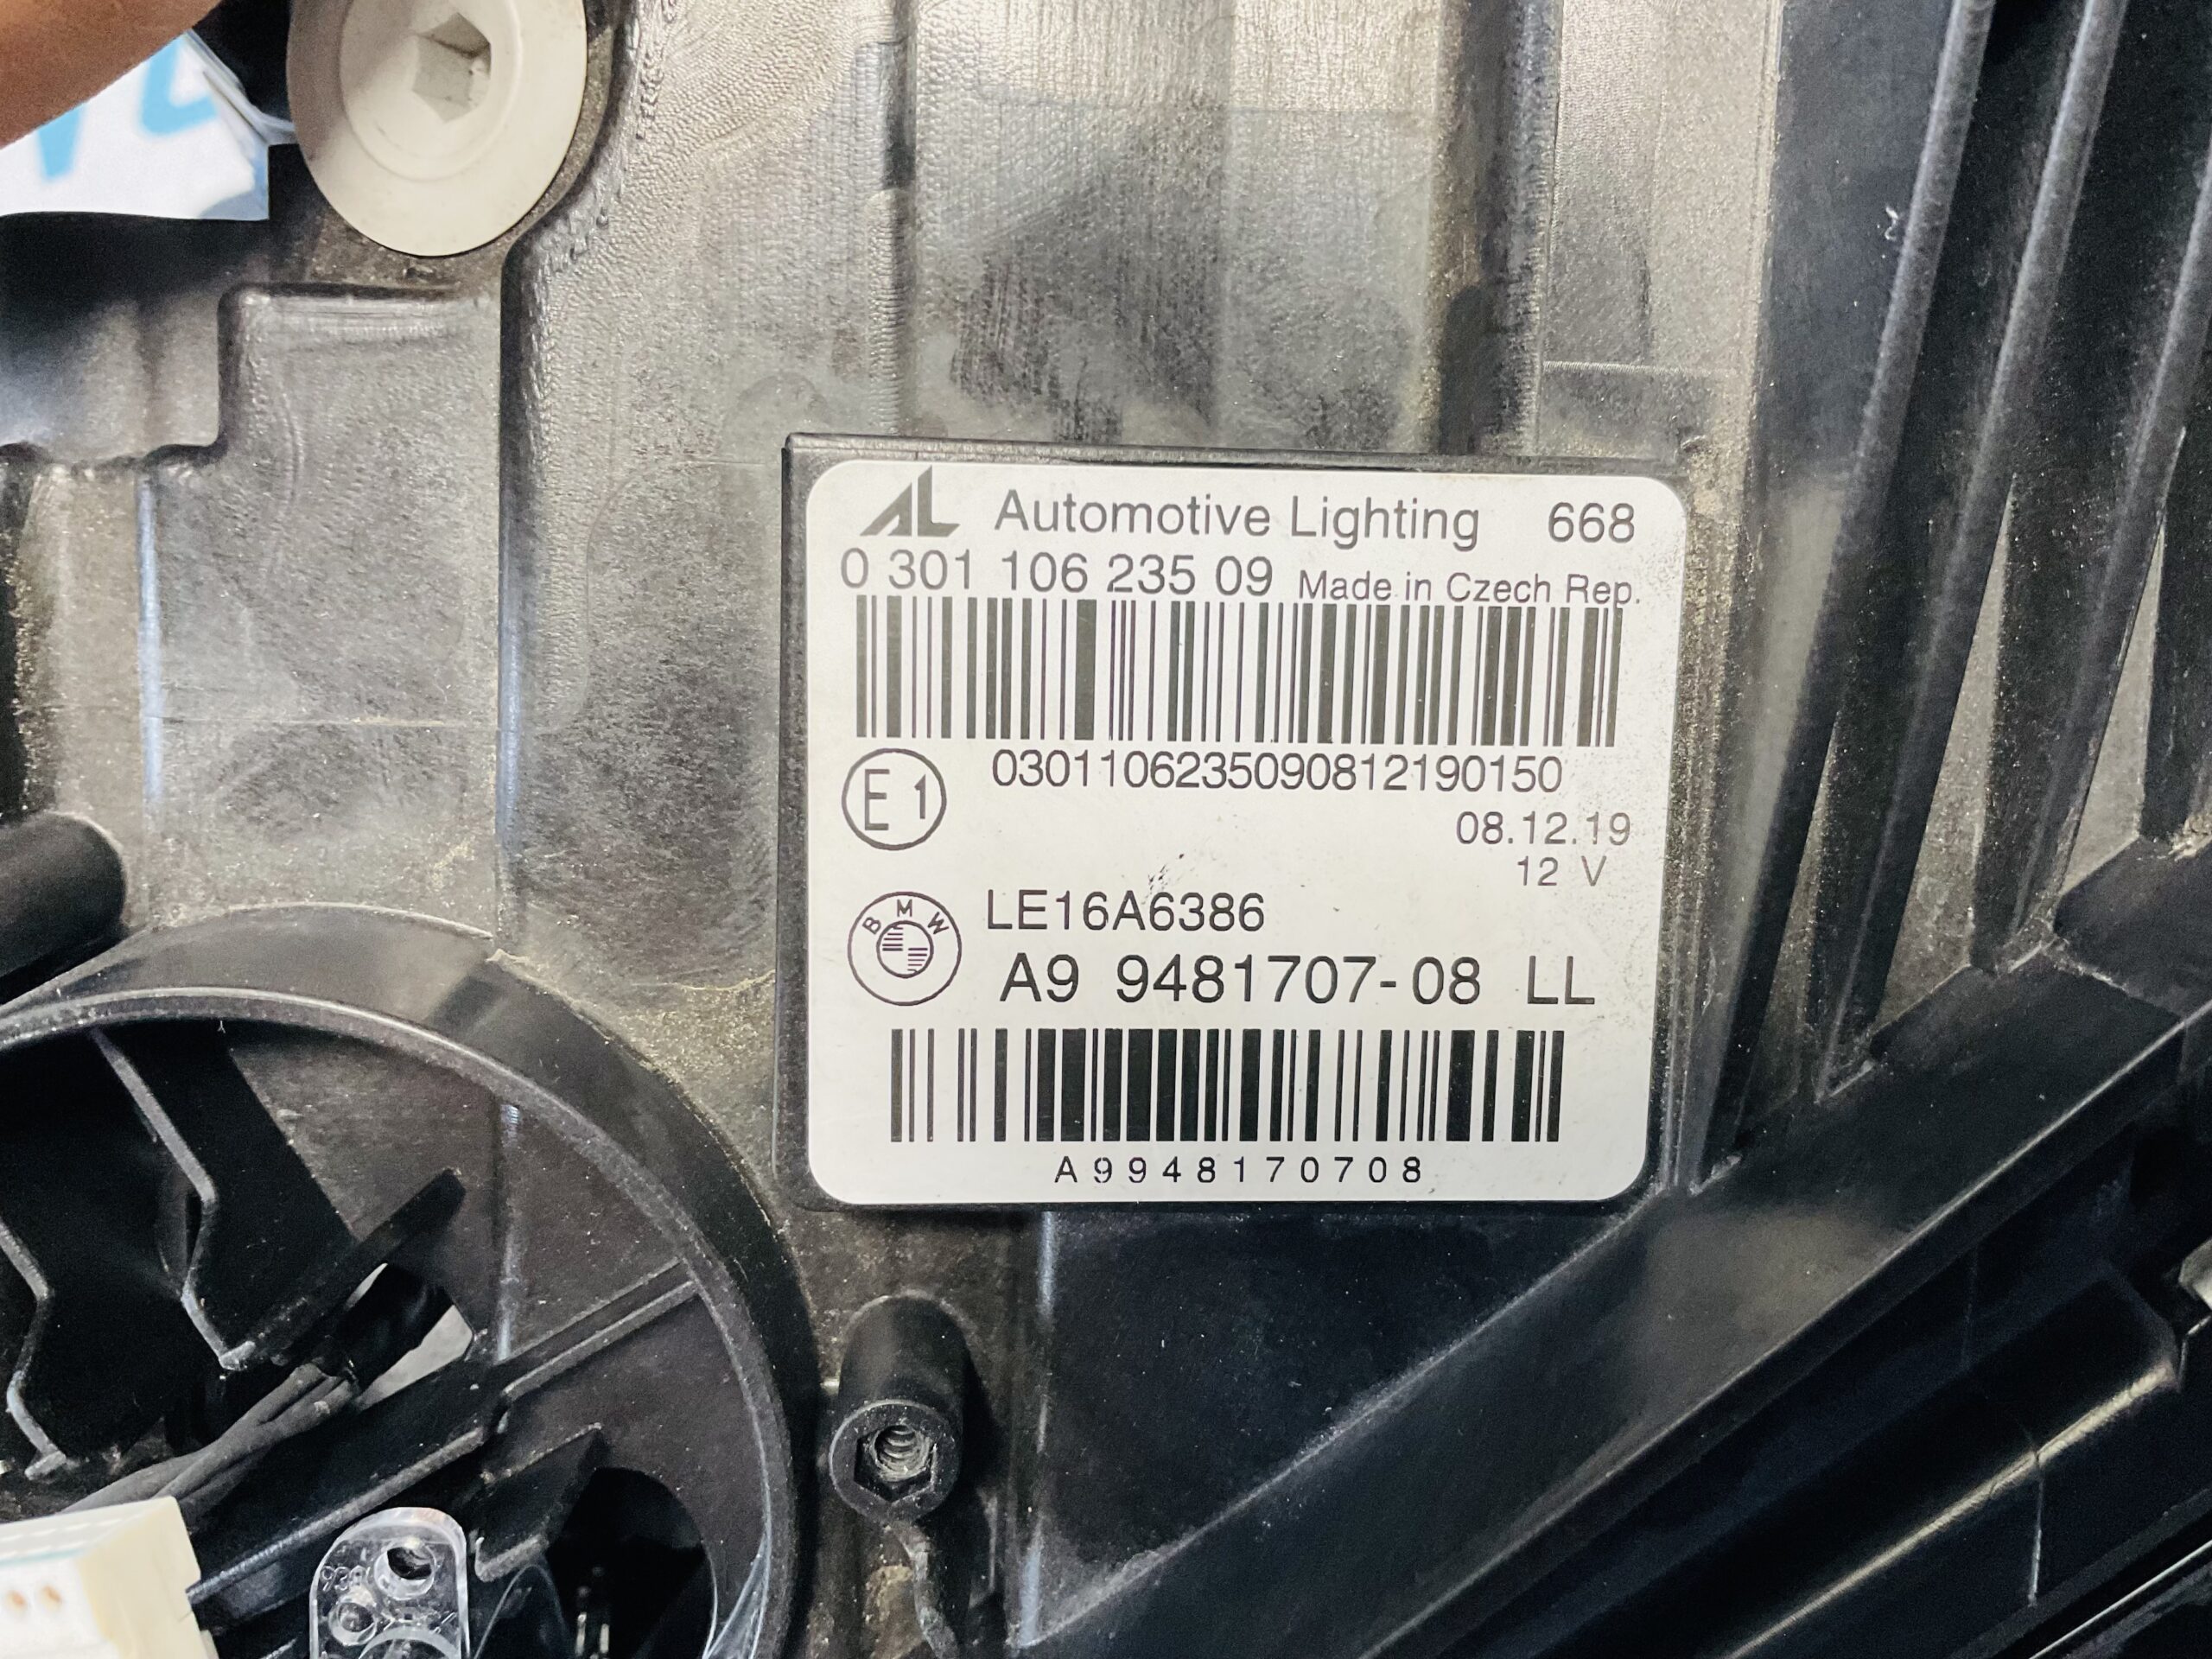 AL Automotive Lighting 668
0 301 106 235 09 Made in Czech Rep.
0301106235090812190150
E1
08.12.19
12 V
BMW
LE16A6386
A9 9481707-08 LL
A9948170708